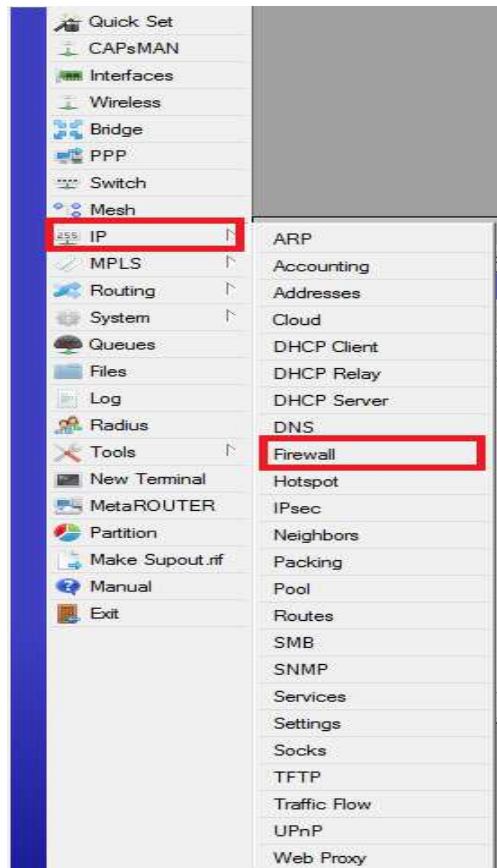 Quick Set
CAPsMAN
Interfaces
Wireless
Bridge
PPP
Switch
Mesh
255 IP
MPLS
Routing
System
Queues
Files
Log
Radius
Tools
New Terminal
MetaROUTER
Partition
Make Supout.rif
Manual
Exit
ARP
Accounting
Addresses
Cloud
DHCP Client
DHCP Relay
DHCP Server
DNS
Firewall
Hotspot
IPsec
Neighbors
Packing
Pool
Routes
SMB
SNMP
Services
Settings
Socks
TFTP
Traffic Flow
UPnP
Web Proxy